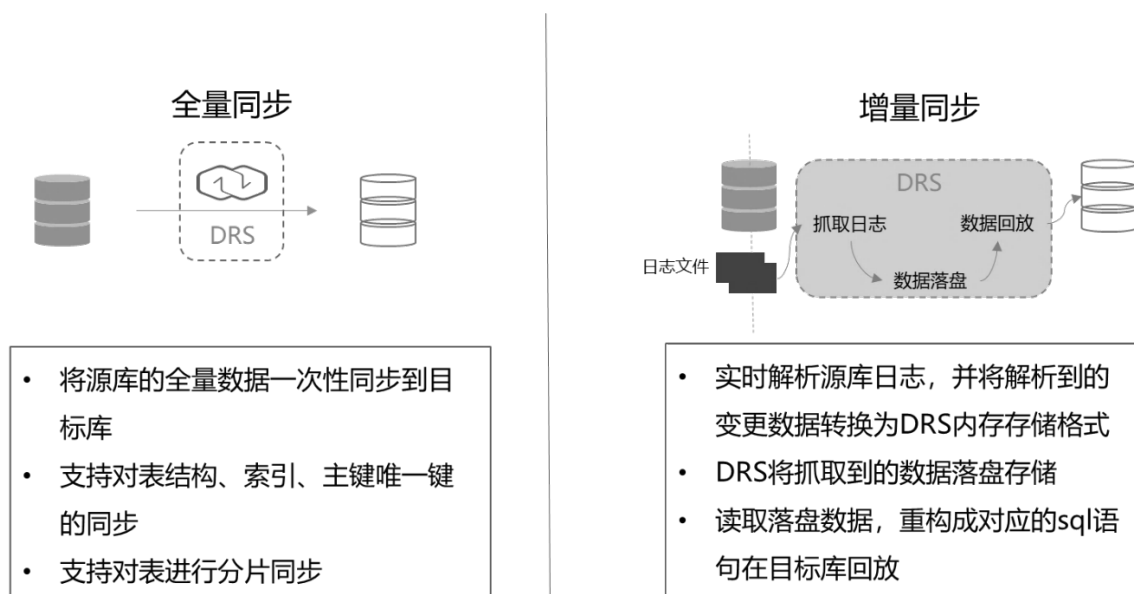 全量同步
DRS
• 将源库的全量数据一次性同步到目
标库
• 支持对表结构、索引、主键唯一键
的同步
• 支持对表进行分片同步
增量同步
DRS
抓取日志
数据回放
日志文件
数据落盘
• 实时解析源库日志，并将解析到的
变更数据转换为DRS内存存储格式
• DRS将抓取到的数据落盘存储
• 读取落盘数据，重构成对应的sql语
句在目标库回放